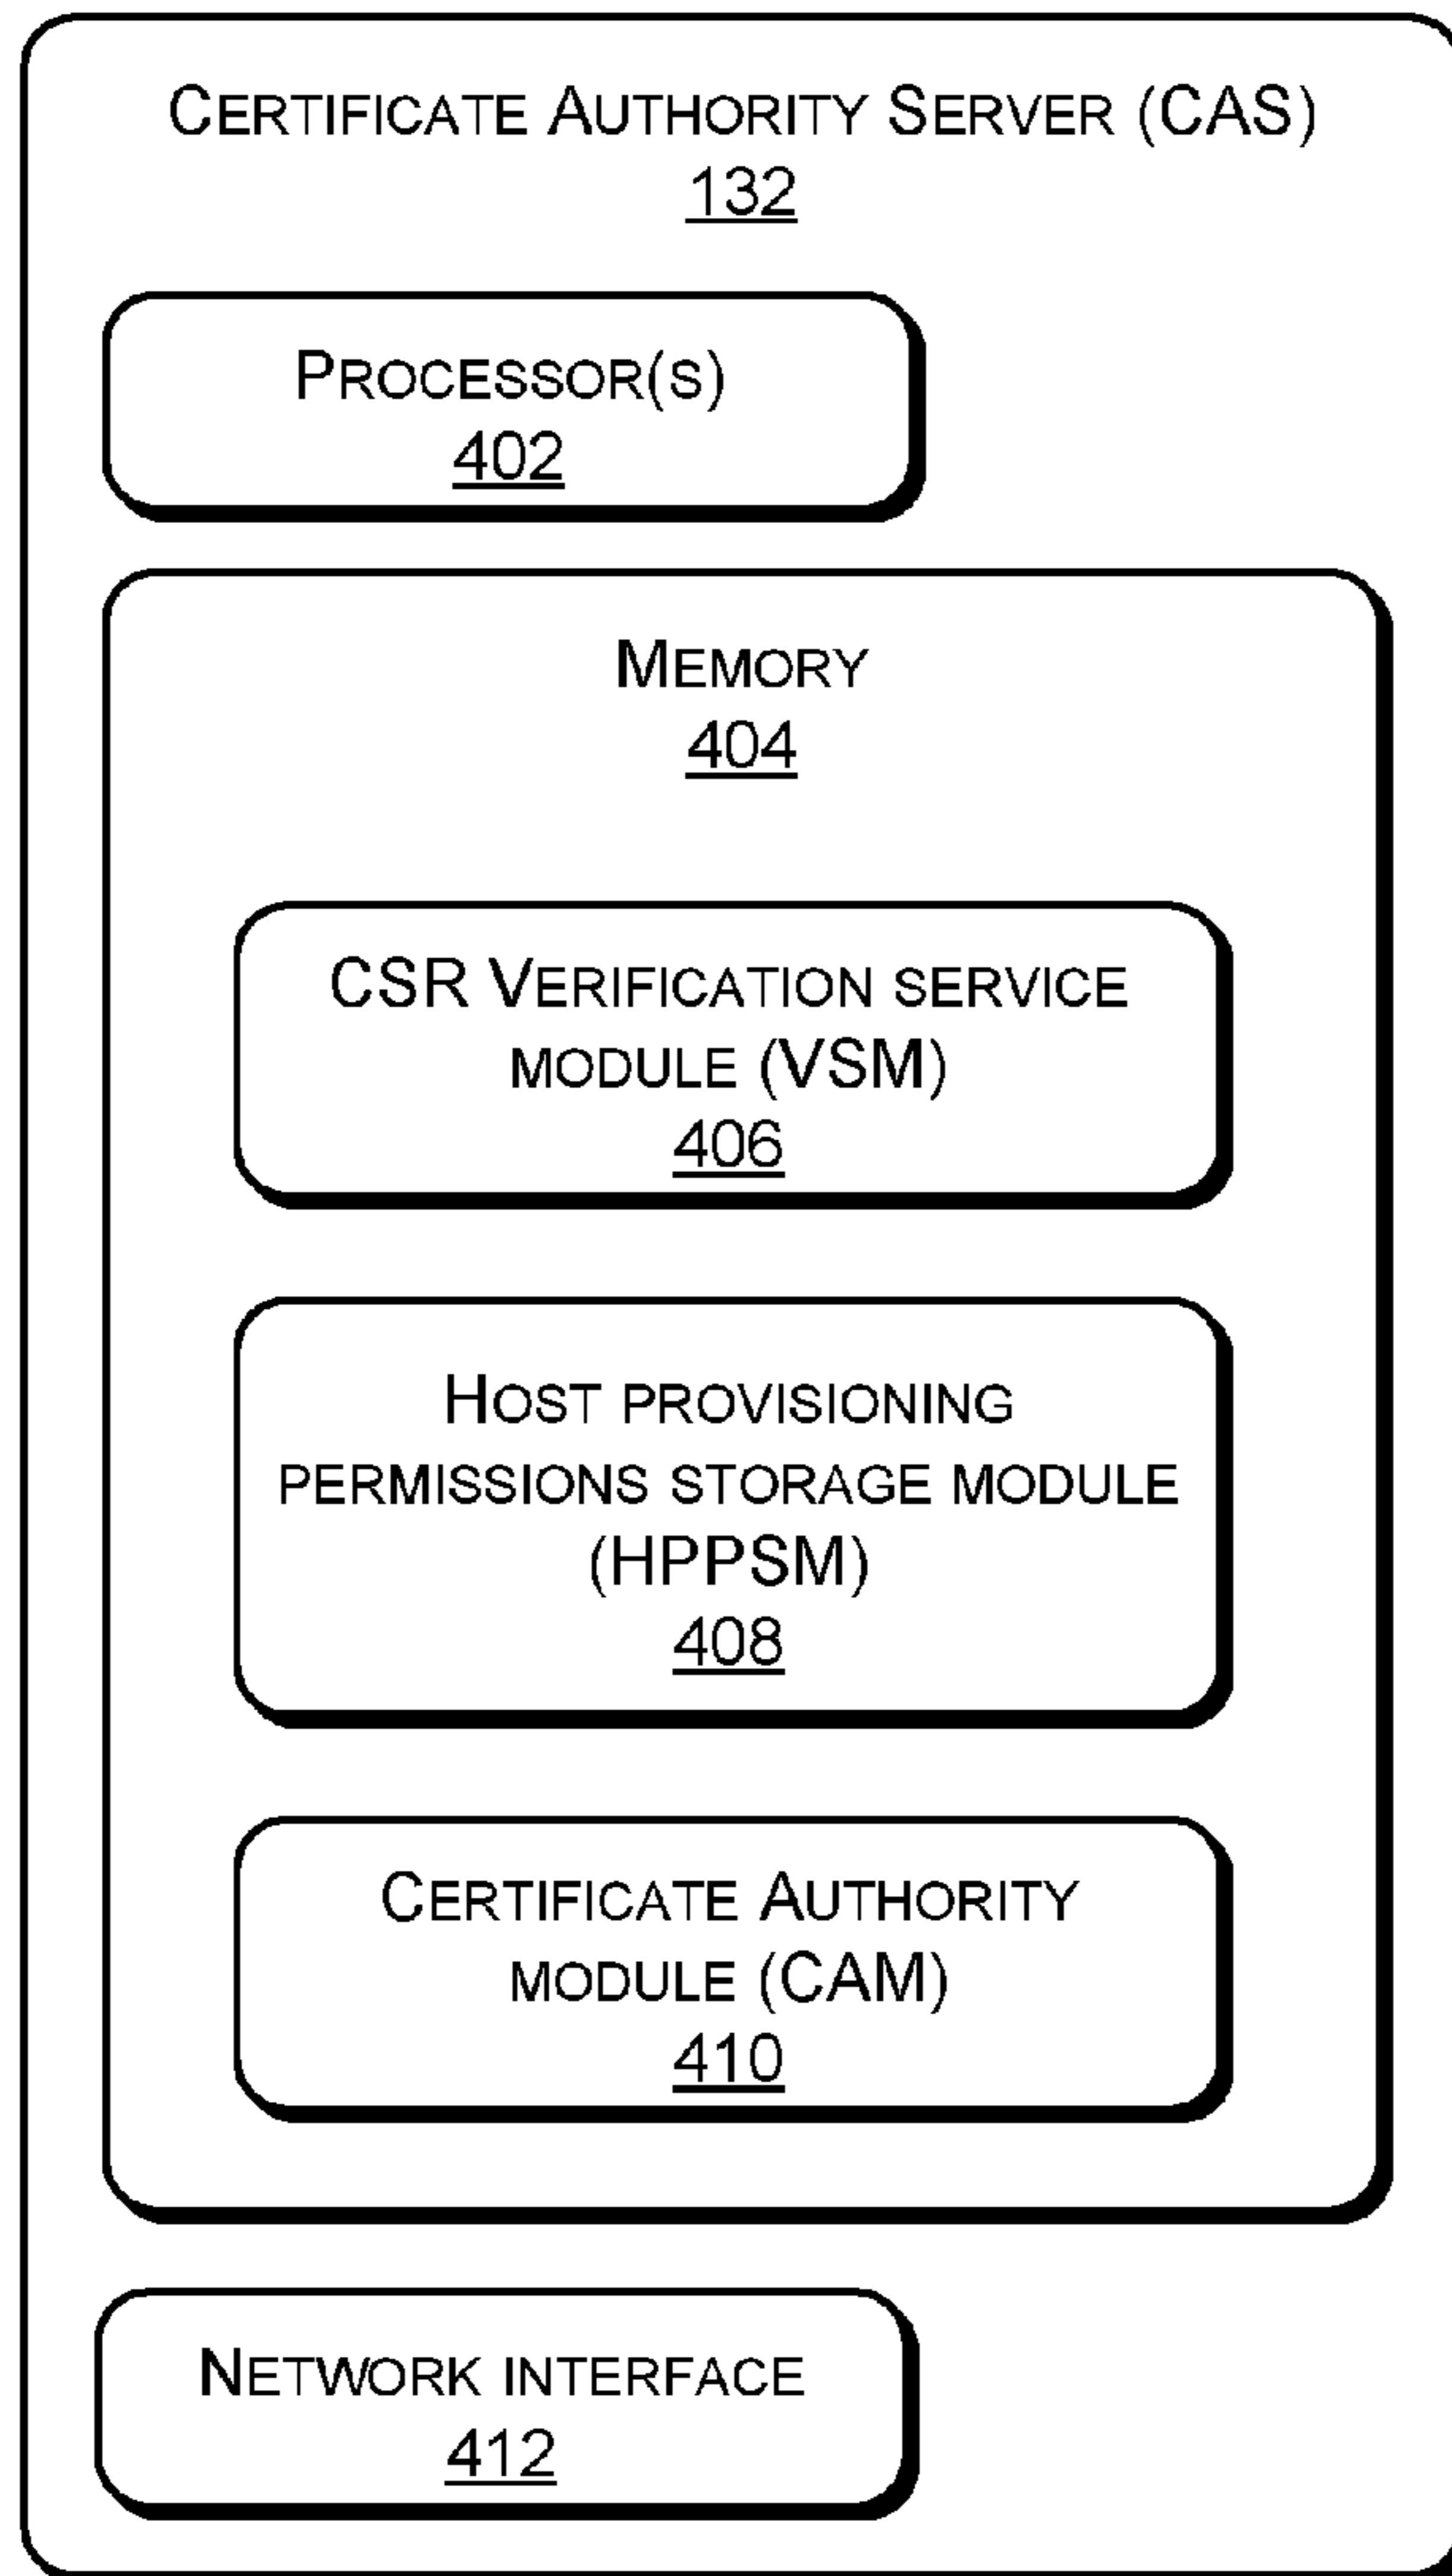 CERTIFICATE AUTHORITY SERVER (CAS)
132
PROCESSOR(S)
402
MEMORY
404
CSR VERIFICATION SERVICE
MODULE (VSM)
406
HOST PROVISIONING
PERMISSIONS STORAGE MODULE
(HPPSM)
408
CERTIFICATE AUTHORITY
MODULE (CAM)
410
NETWORK INTERFACE
412